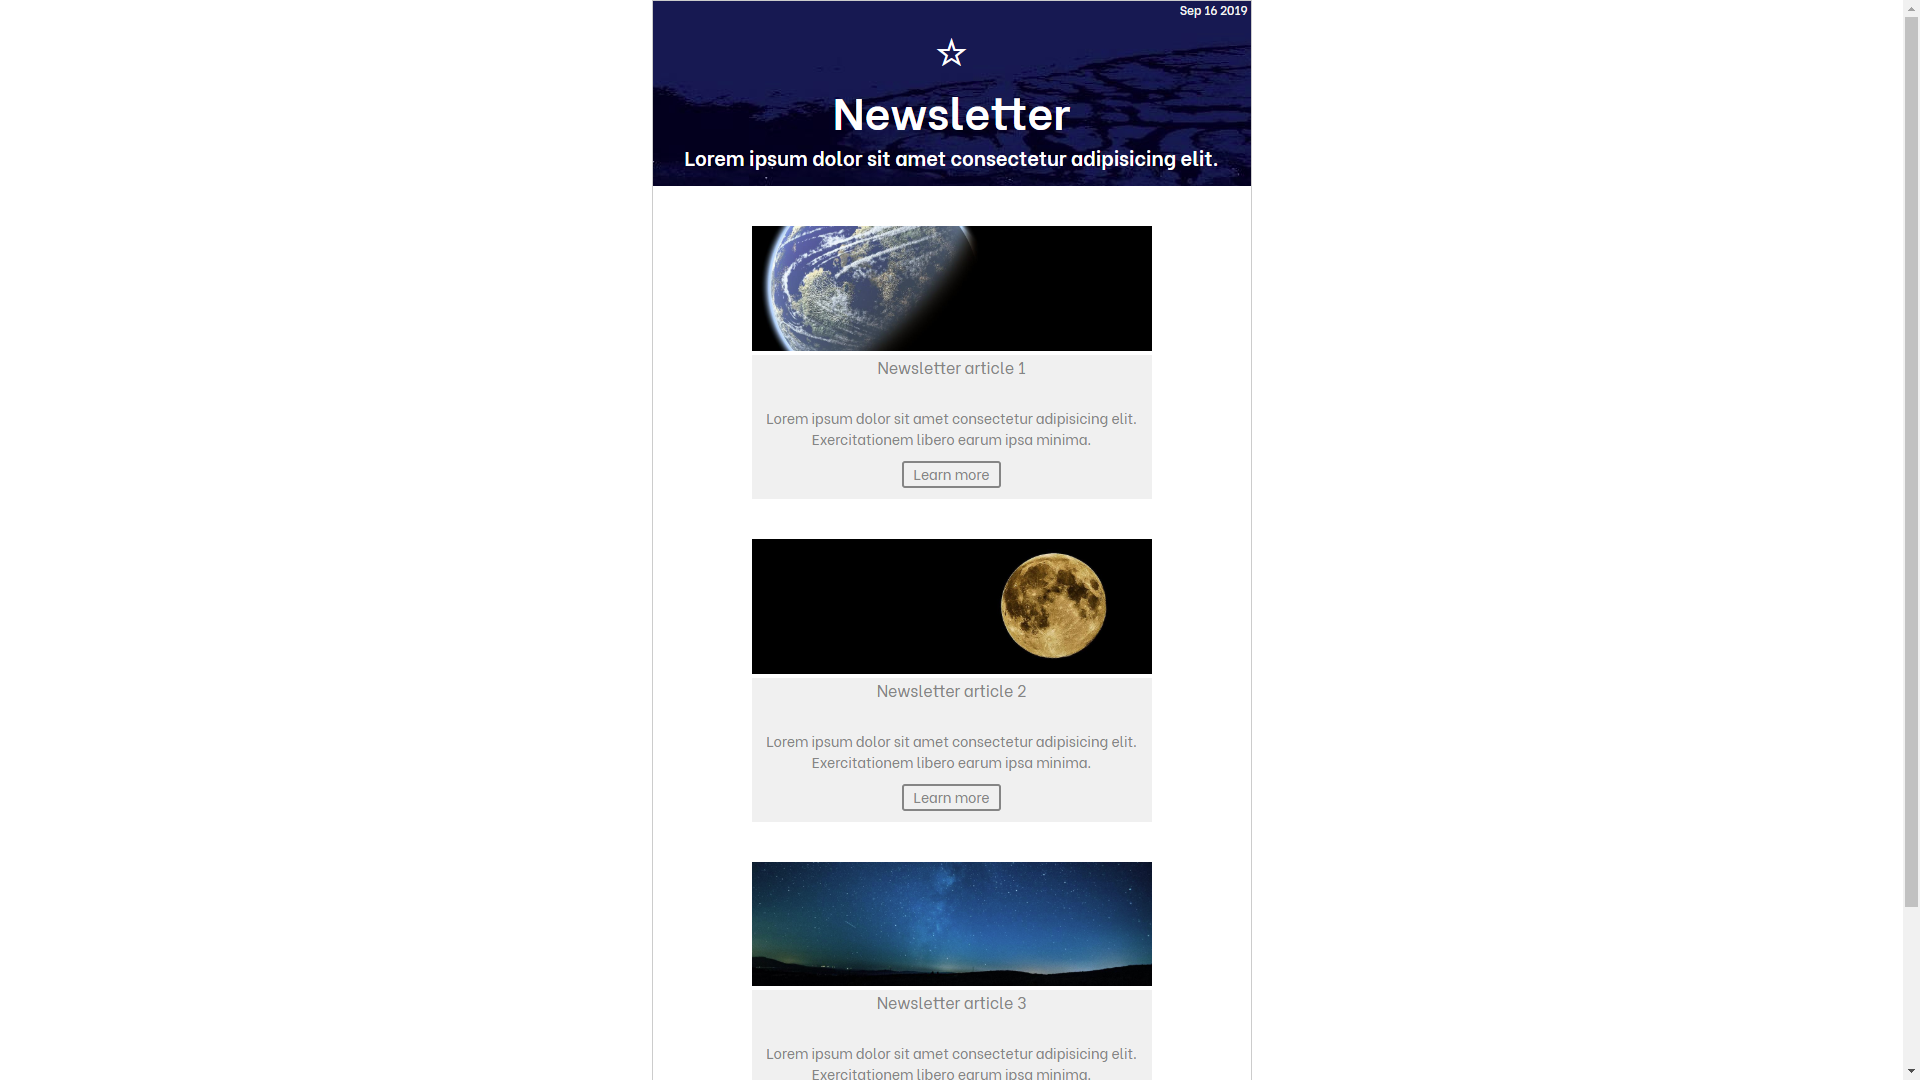 Sep 16 2019
Newsletter
Lorem ipsum dolor sit amet consectetur adipisicing elit.
Newsletter article 1
Lorem ipsum dolor sit amet consectetur adipisicing elit.
Exercitationem libero earum ipsa minima.
Learn more
Newsletter article 2
Lorem ipsum dolor sit amet consectetur adipisicing elit.
Exercitationem libero earum ipsa minima.
Learn more
Newsletter article 3
Lorem ipsum dolor sit amet consectetur adipisicing elit.
Exercitationem libero earum ipsa minima.